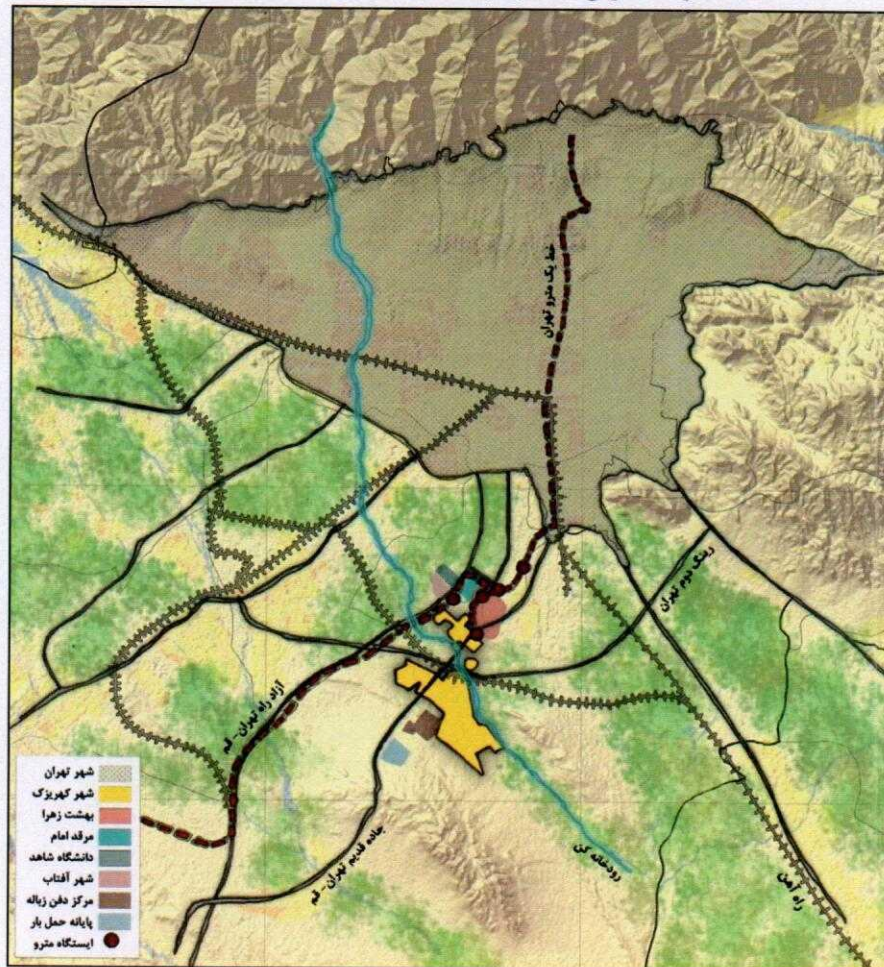 خط یک مترو تهران
رینگ دوم تهران
آزاد راه تهران - قم
جاده قدیم تهران - قم
رودخانه کن
راه آهن
شهر تهران
شهر کهریزک
بهشت زهرا
مرقد امام
دانشگاه شاهد
شهر آفتاب
مرکز دفن زباله
پایانه حمل بار
ایستگاه مترو